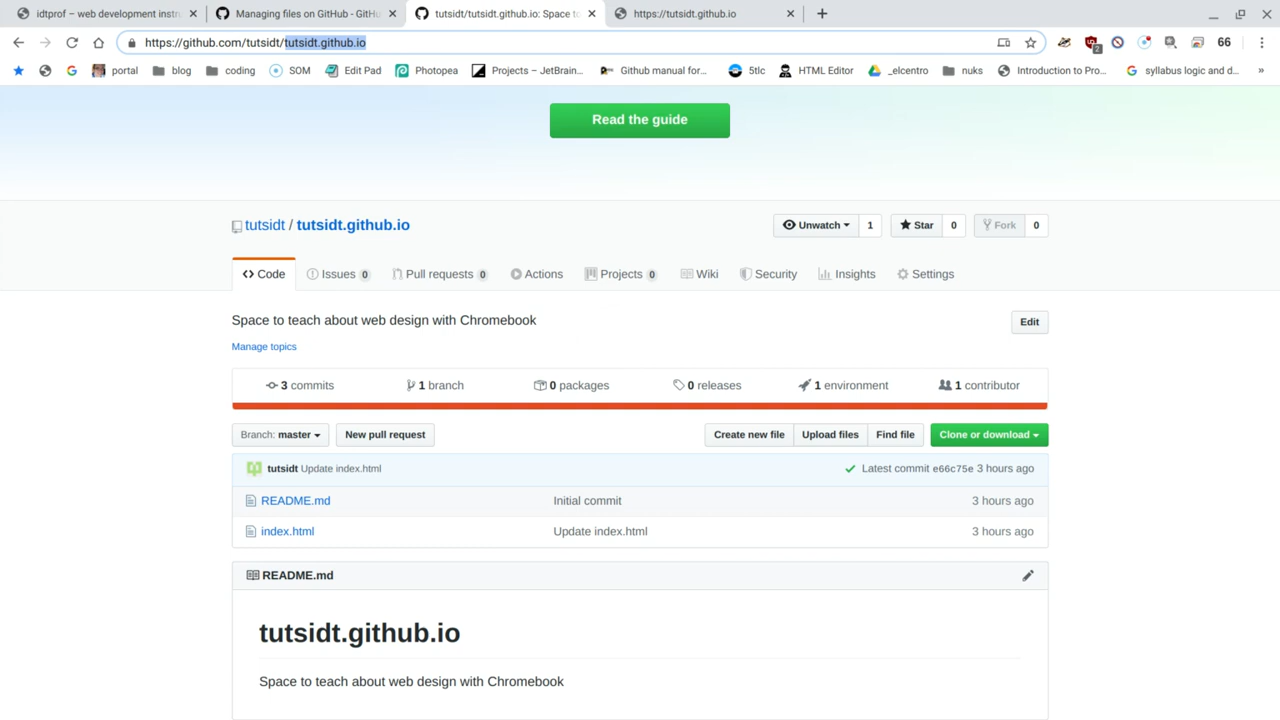 idtprof – web development instru
Managing files on GitHub - GitHu
tutsidt/tutsidt.github.io: Space to
https://tutsidt.github.io
https://github.com/tutsidt/tutsidt.github.io
2
66
portal
blog
coding
SOM
Edit Pad
Photopea
Projects – JetBrain...
Github manual for...
5tlc
HTML Editor
_elcentro
nuks
Introduction to Pro...
syllabus logic and d...
»
Read the guide
tutsidt / tutsidt.github.io
Unwatch 1
Star 0
Fork 0
Code
Issues 0
Pull requests 0
Actions
Projects 0
Wiki
Security
Insights
Settings
Space to teach about web design with Chromebook
Edit
Manage topics
3 commits
1 branch
0 packages
0 releases
1 environment
1 contributor
Branch: master
New pull request
Create new file
Upload files
Find file
Clone or download
tutsidt Update index.html
Latest commit e66c75e 3 hours ago
README.md
Initial commit
3 hours ago
index.html
Update index.html
3 hours ago
README.md
tutsidt.github.io
Space to teach about web design with Chromebook